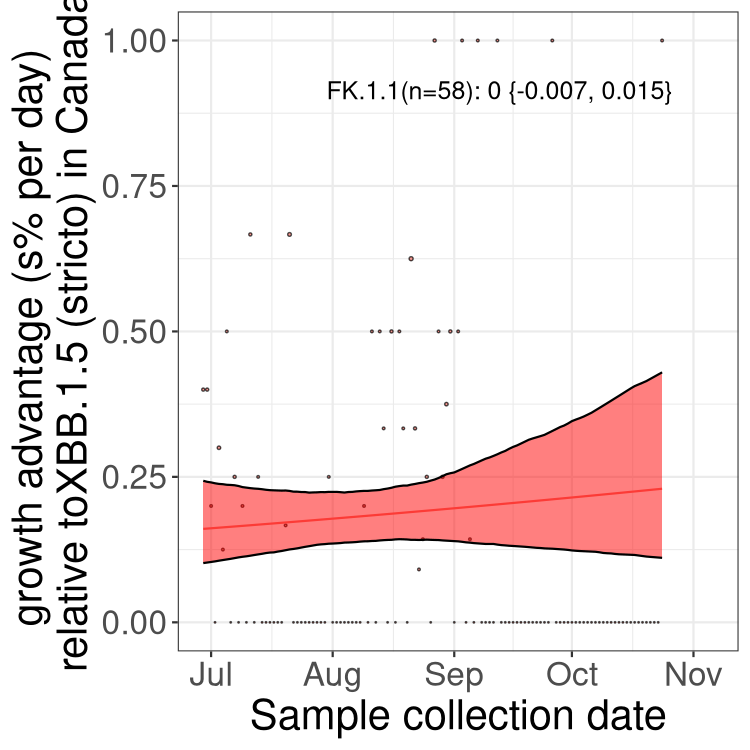 growth advantage (s% per day)
relative toXBB.1.5 (stricto) in Canada
1.00
0.75
0.50
0.25
0.00
FK.1.1(n=58): 0 {-0.007, 0.015}
Jul Aug Sep Oct Nov
Sample collection date